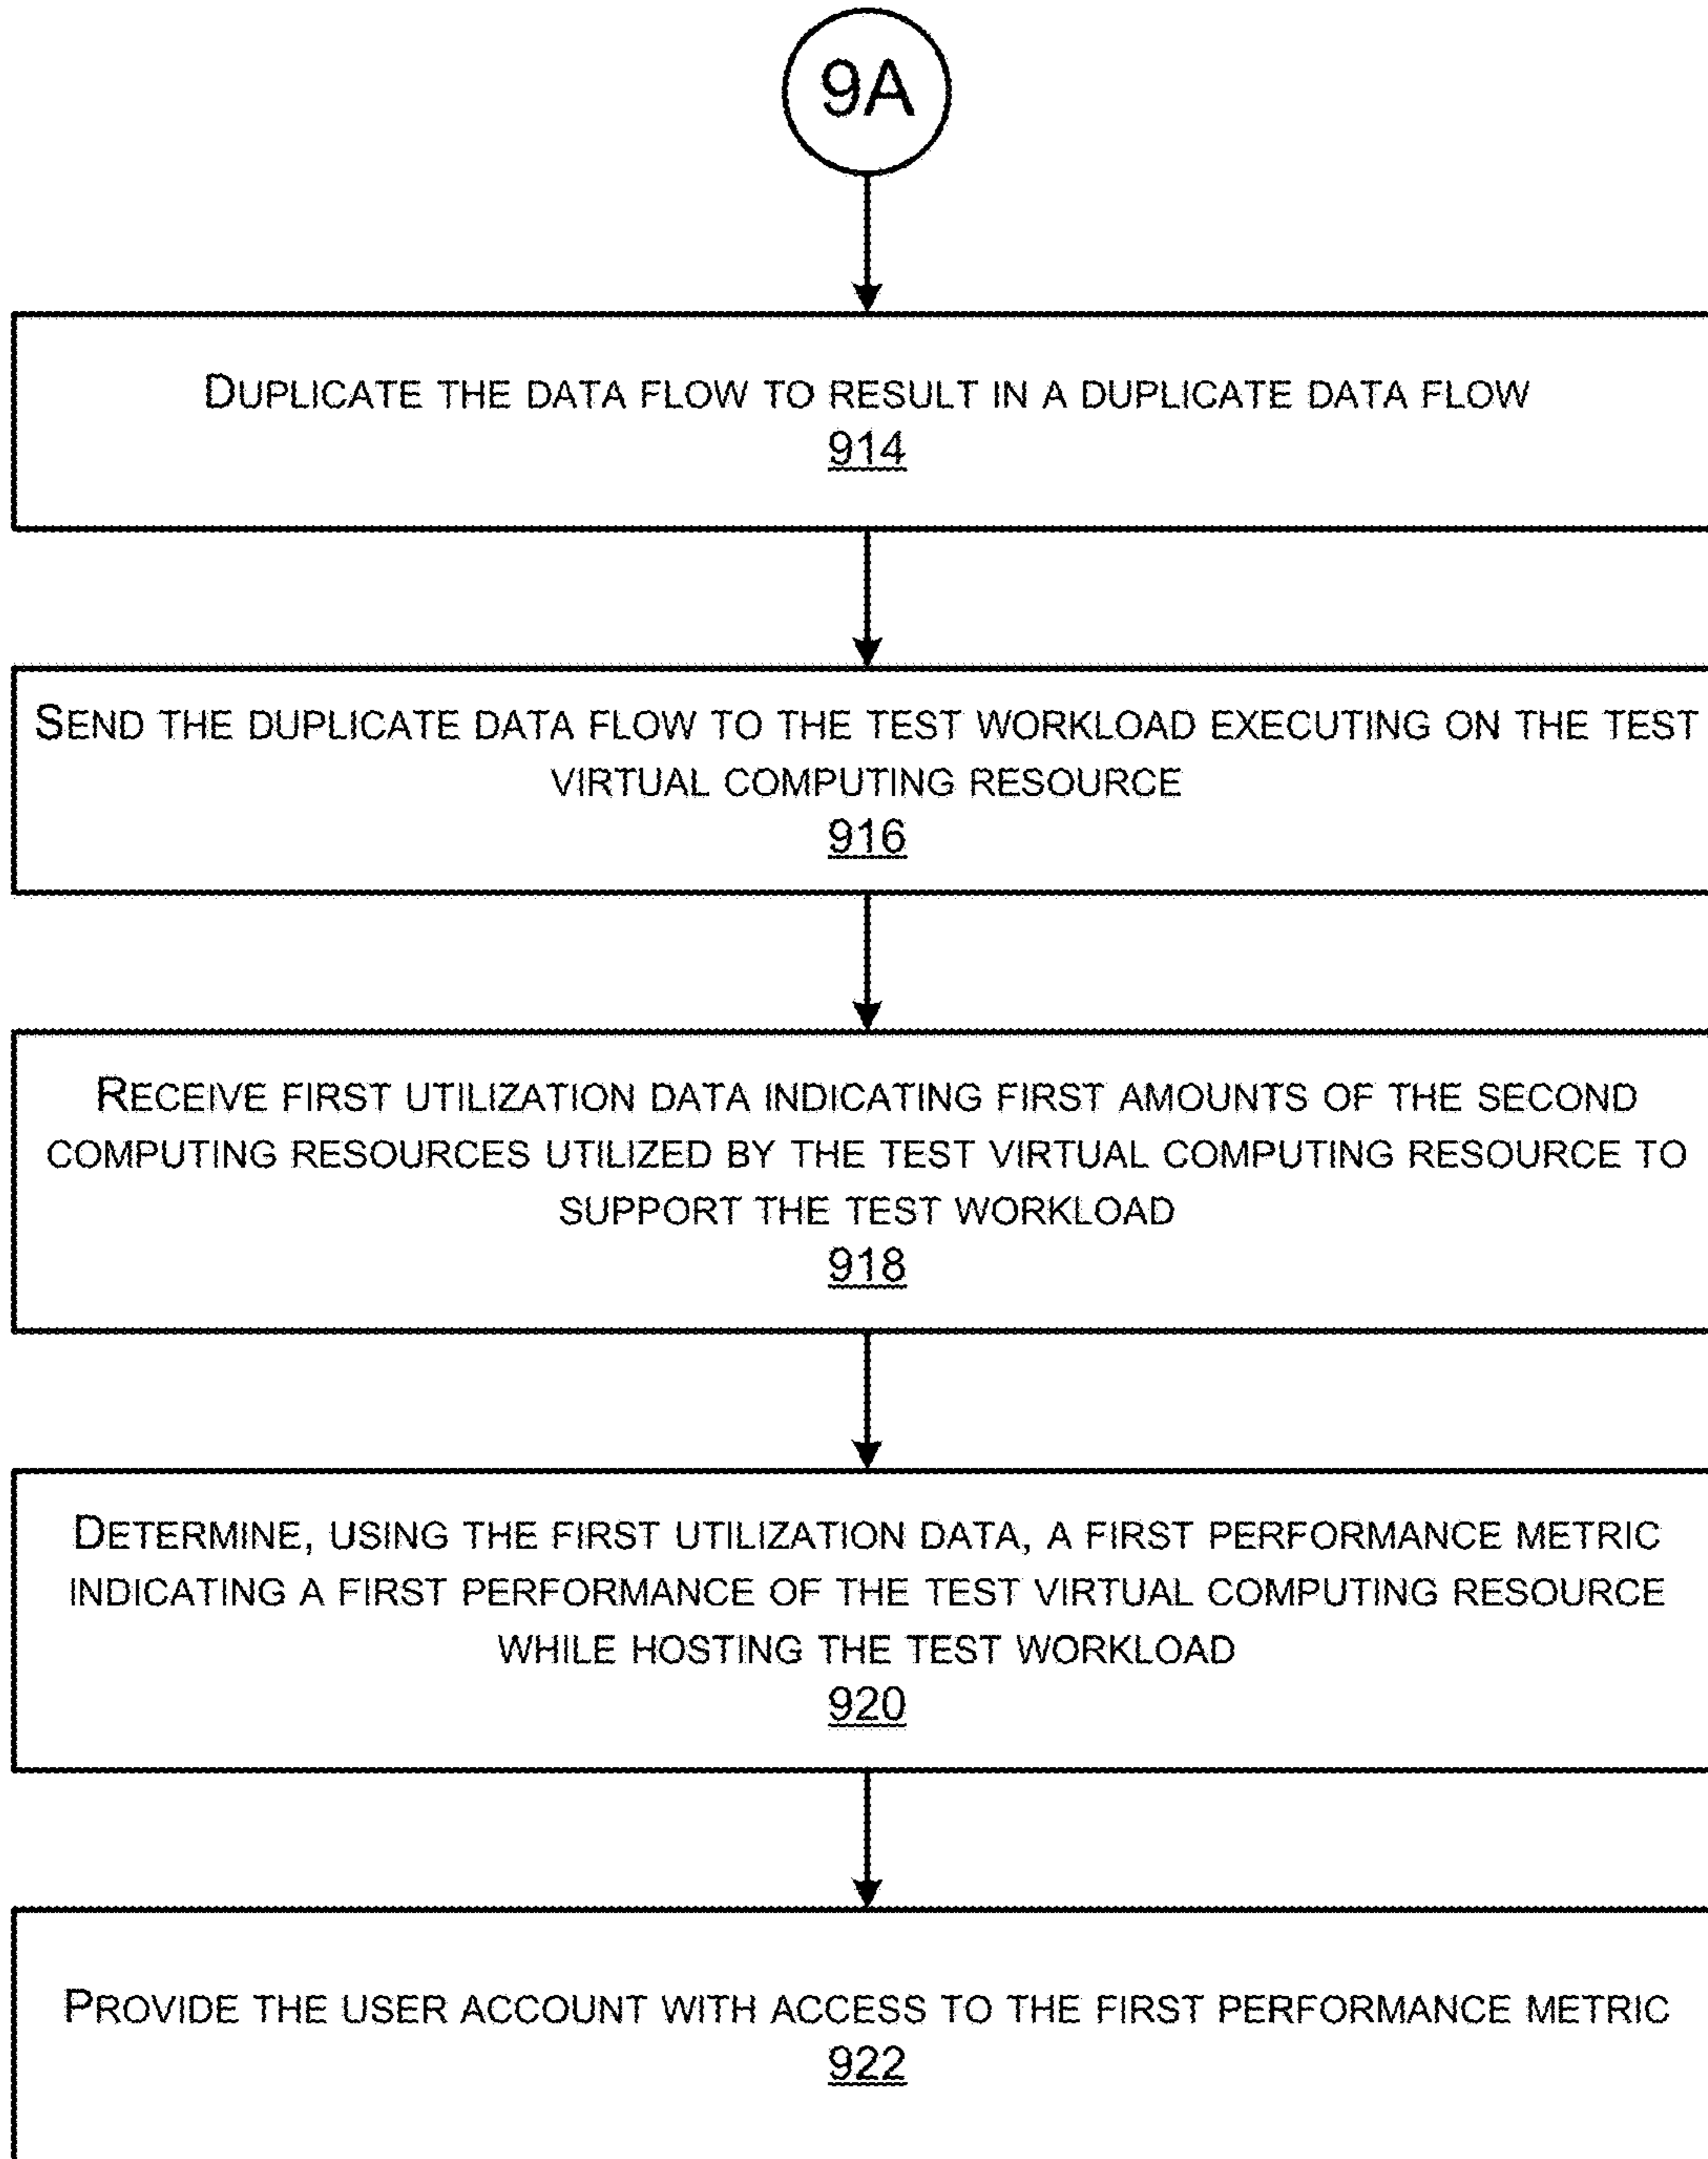 9A
DUPLICATE THE DATA FLOW TO RESULT IN A DUPLICATE DATA FLOW
914
SEND THE DUPLICATE DATA FLOW TO THE TEST WORKLOAD EXECUTING ON THE TEST
VIRTUAL COMPUTING RESOURCE
916
RECEIVE FIRST UTILIZATION DATA INDICATING FIRST AMOUNTS OF THE SECOND
COMPUTING RESOURCES UTILIZED BY THE TEST VIRTUAL COMPUTING RESOURCE TO
SUPPORT THE TEST WORKLOAD
918
DETERMINE, USING THE FIRST UTILIZATION DATA, A FIRST PERFORMANCE METRIC
INDICATING A FIRST PERFORMANCE OF THE TEST VIRTUAL COMPUTING RESOURCE
WHILE HOSTING THE TEST WORKLOAD
920
PROVIDE THE USER ACCOUNT WITH ACCESS TO THE FIRST PERFORMANCE METRIC
922